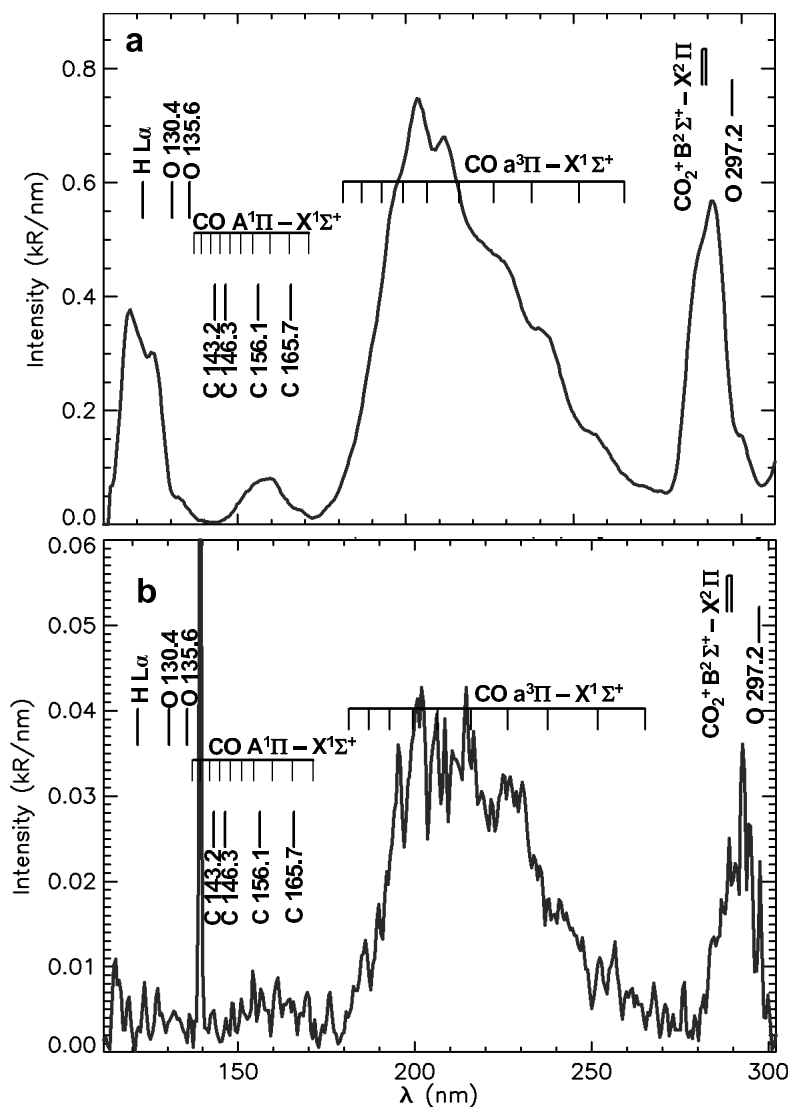 a
0.8
0.6
0.4
0.2
0.0
Intensity (kR/nm)
H Lα
O 130.4
O 135.6
CO A¹Π – X¹Σ⁺
C 143.2
C 146.3
C 156.1
C 165.7
CO a³Π – X¹Σ⁺
CO₂⁺ B²Σ⁺ – X²Π
O 297.2
b
0.06
0.05
0.04
0.03
0.02
0.01
0.00
Intensity (kR/nm)
H Lα
O 130.4
O 135.6
CO A¹Π – X¹Σ⁺
C 143.2
C 146.3
C 156.1
C 165.7
CO a³Π – X¹Σ⁺
CO₂⁺ B²Σ⁺ – X²Π
O 297.2
150 200 250 300
λ (nm)